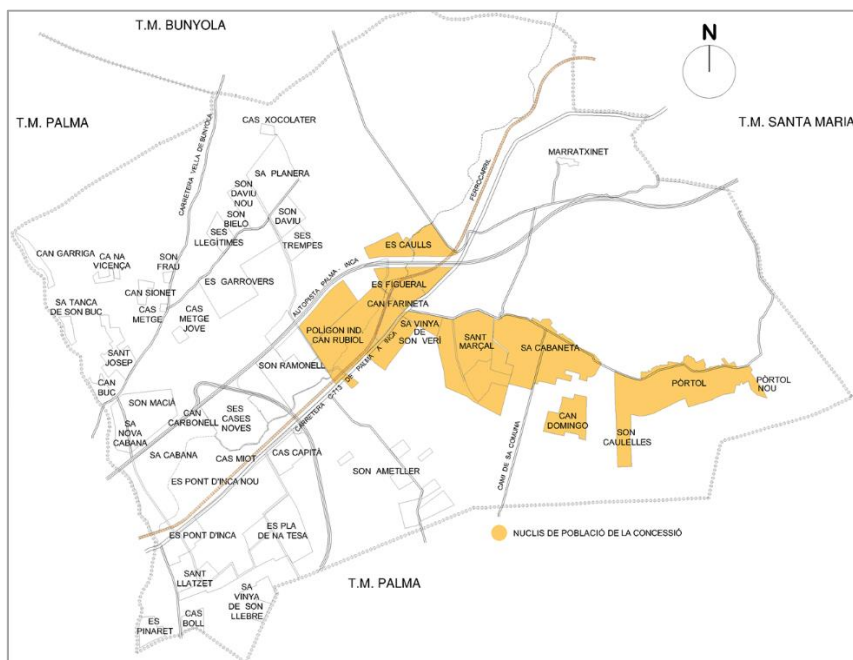 T.M. BUNYOLA
N
T.M. PALMA
T.M. SANTA MARIA
CAS XOCOLATER
CARRETERA VELLA DE BUNYOLA
SA PLANERA
MARRATXINET
FERROCARRIL
SON
DAVIU
NOU
SON
BIELÓ
SON
DAVIU
SES
LLEGÍTIMES
SES
TREMPES
ES CAULLS
CAN GARRIGA
CA NA
VICENÇA
SON
FRAU
ES GARROVERS
AUTOPISTA PALMA - INCA
ES FIGUERAL
CAN FARINETA
CAN SIONET
CAS
METGE
SA TANCA
DE SON BUC
CAS
METGE
JOVE
POLÍGON IND.
CAN RUBIOL
SA VINYA
DE
SON VERÍ
SANT
MARÇAL
SA CABANETA
SANT
JOSEP
SON RAMONELL
CARRETERA C-713 DE PALMA A INCA
CAN
BUC
PÒRTOL
PÒRTOL
NOU
SON MACIÀ
CAN
CARBONELL
SES
CASES
NOVES
CAN
DOMINGO
SON
CAULELLES
SA
NOVA
CABANA
SA CABANA
CAS MIOT
CAS CAPITÀ
SON AMETLLER
CAMI DE SA COMUNA
ES PONT D'INCA NOU
ES PONT D'INCA
ES PLA
DE NA TESA
NUCLIS DE POBLACIÓ DE LA CONCESSIÓ
SANT
LLATZET
SA
VINYA
DE SON
LLEBRE
T.M. PALMA
ES
PINARET
CAS
BOLL